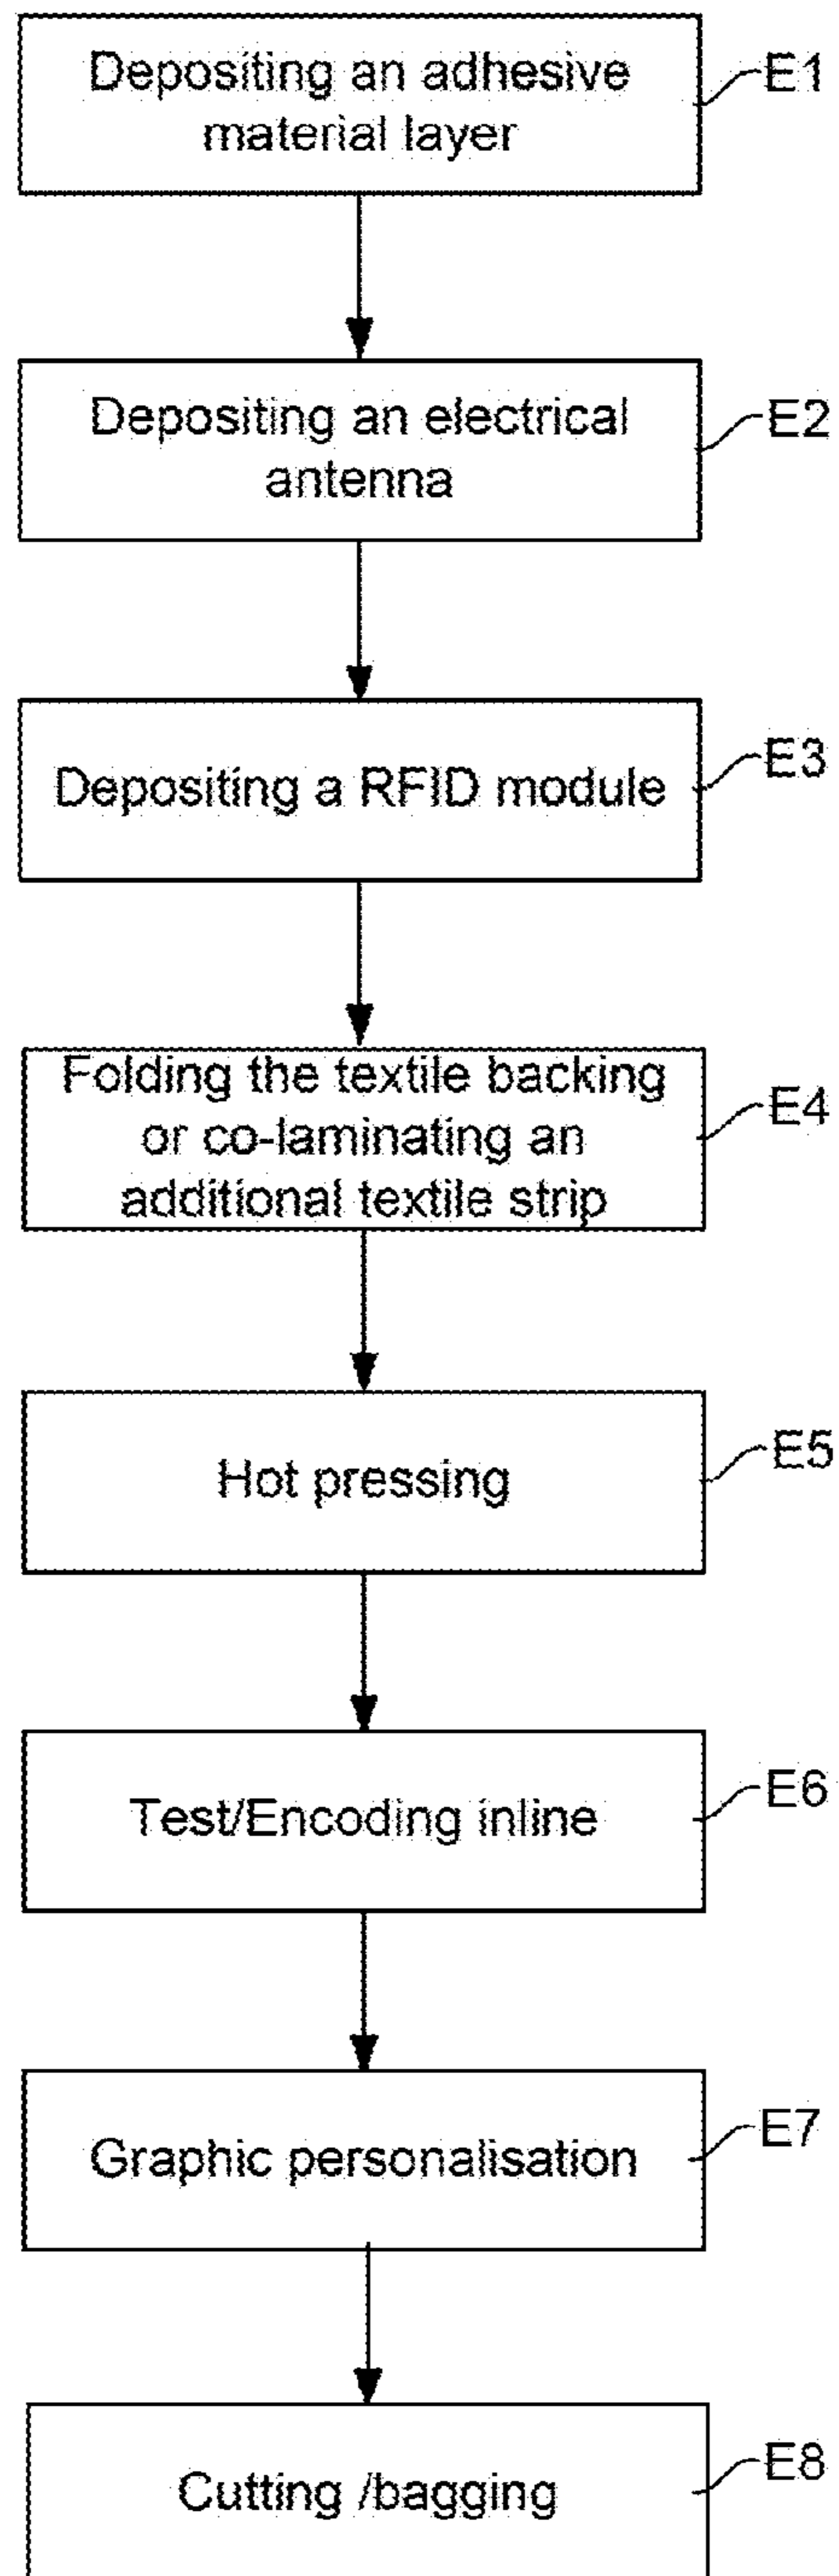 Depositing an adhesive
material layer
E1
Depositing an electrical
antenna
E2
Depositing a RFID module
E3
Folding the textile backing
or co-laminating an
additional textile strip
E4
Hot pressing
E5
Test/Encoding inline
E6
Graphic personalisation
E7
Cutting /bagging
E8